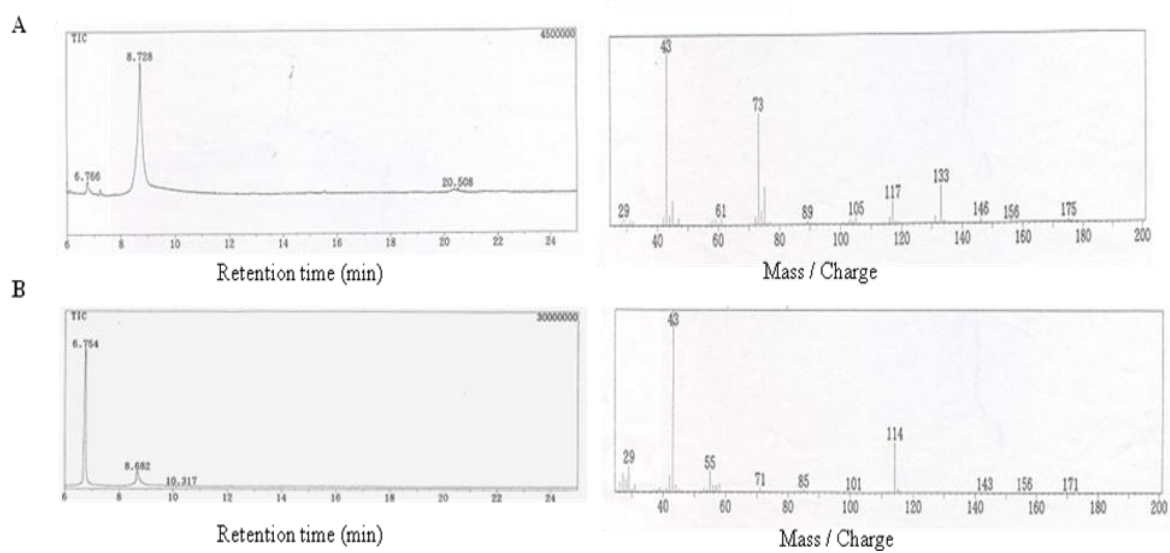 A
TIC 4500000
8.728
6.766
20.508
6 8 10 12 14 16 18 20 22 24
Retention time (min)
43
73
133
117
29 61 89 105 146 156 175
40 60 80 100 120 140 160 180 200
Mass / Charge
B
TIC 30000000
6.754
8.682
10.317
6 8 10 12 14 16 18 20 22 24
Retention time (min)
43
114
29 55 71 85 101 143 156 171
40 60 80 100 120 140 160 180 200
Mass / Charge